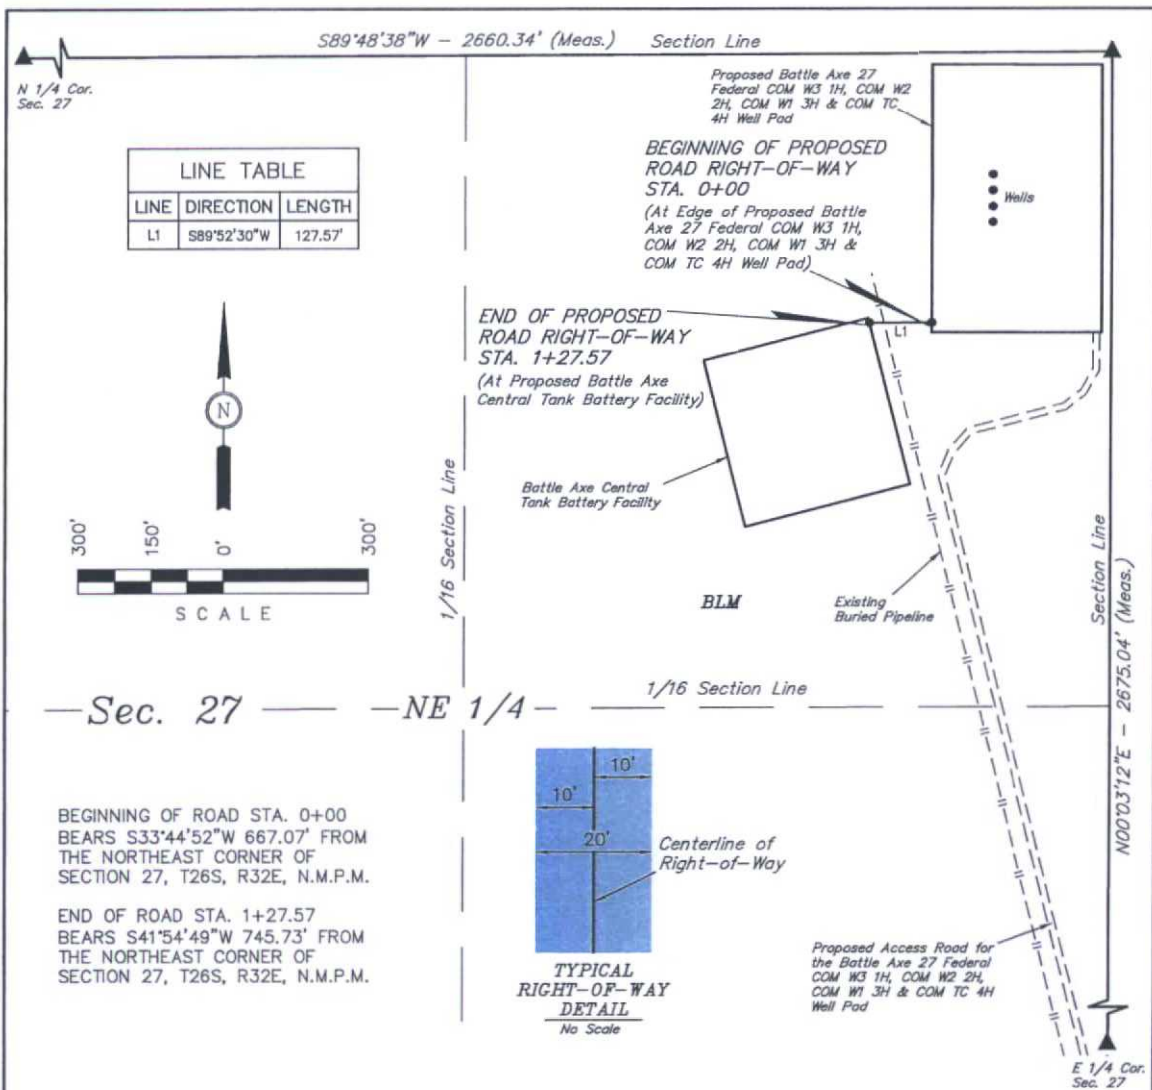 S89°48'38"W - 2660.34' (Meas.) Section Line
N 1/4 Cor.
Sec. 27
Proposed Battle Axe 27
Federal COM W3 1H, COM W2
2H, COM W1 3H & COM TC
4H Well Pad
LINE TABLE
LINE DIRECTION LENGTH
L1 S89°52'30"W 127.57'
BEGINNING OF PROPOSED
ROAD RIGHT-OF-WAY
STA. 0+00
(At Edge of Proposed Battle
Axe 27 Federal COM W3 1H,
COM W2 2H, COM W1 3H &
COM TC 4H Well Pad)
Wells
END OF PROPOSED
ROAD RIGHT-OF-WAY
STA. 1+27.57
(At Proposed Battle Axe
Central Tank Battery Facility)
L1
N
Battle Axe Central
Tank Battery Facility
1/16 Section Line
300' 150' 0' 300'
SCALE
BLM
Existing
Buried Pipeline
Section Line
N00°03'12"E - 2675.04' (Meas.)
1/16 Section Line
Sec. 27 NE 1/4
10'
10'
20'
Centerline of
Right-of-Way
TYPICAL
RIGHT-OF-WAY
DETAIL
No Scale
BEGINNING OF ROAD STA. 0+00
BEARS S33°44'52"W 667.07' FROM
THE NORTHEAST CORNER OF
SECTION 27, T26S, R32E, N.M.P.M.
END OF ROAD STA. 1+27.57
BEARS S41°54'49"W 745.73' FROM
THE NORTHEAST CORNER OF
SECTION 27, T26S, R32E, N.M.P.M.
Proposed Access Road for
the Battle Axe 27 Federal
COM W3 1H, COM W2 2H,
COM W1 3H & COM TC 4H
Well Pad
E 1/4 Cor.
Sec. 27